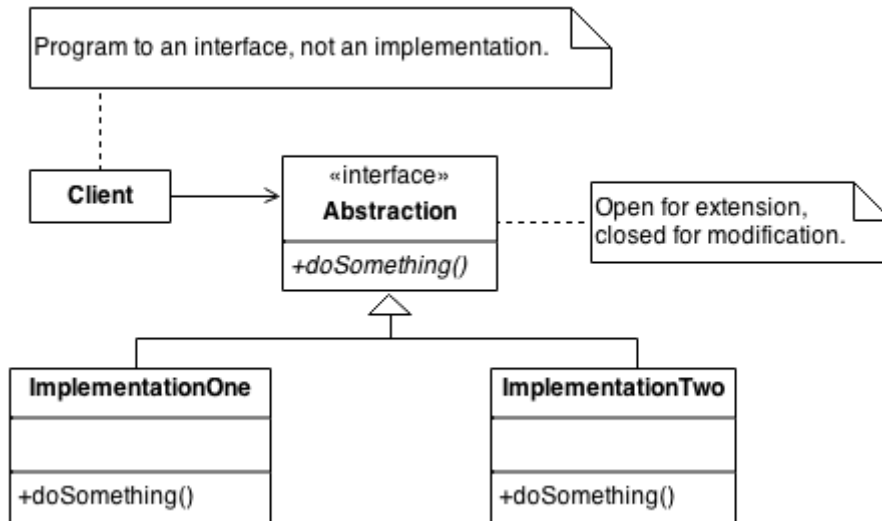 Program to an interface, not an implementation.
Client
«interface»
Abstraction
+doSomething()
Open for extension,
closed for modification.
ImplementationOne
+doSomething()
ImplementationTwo
+doSomething()